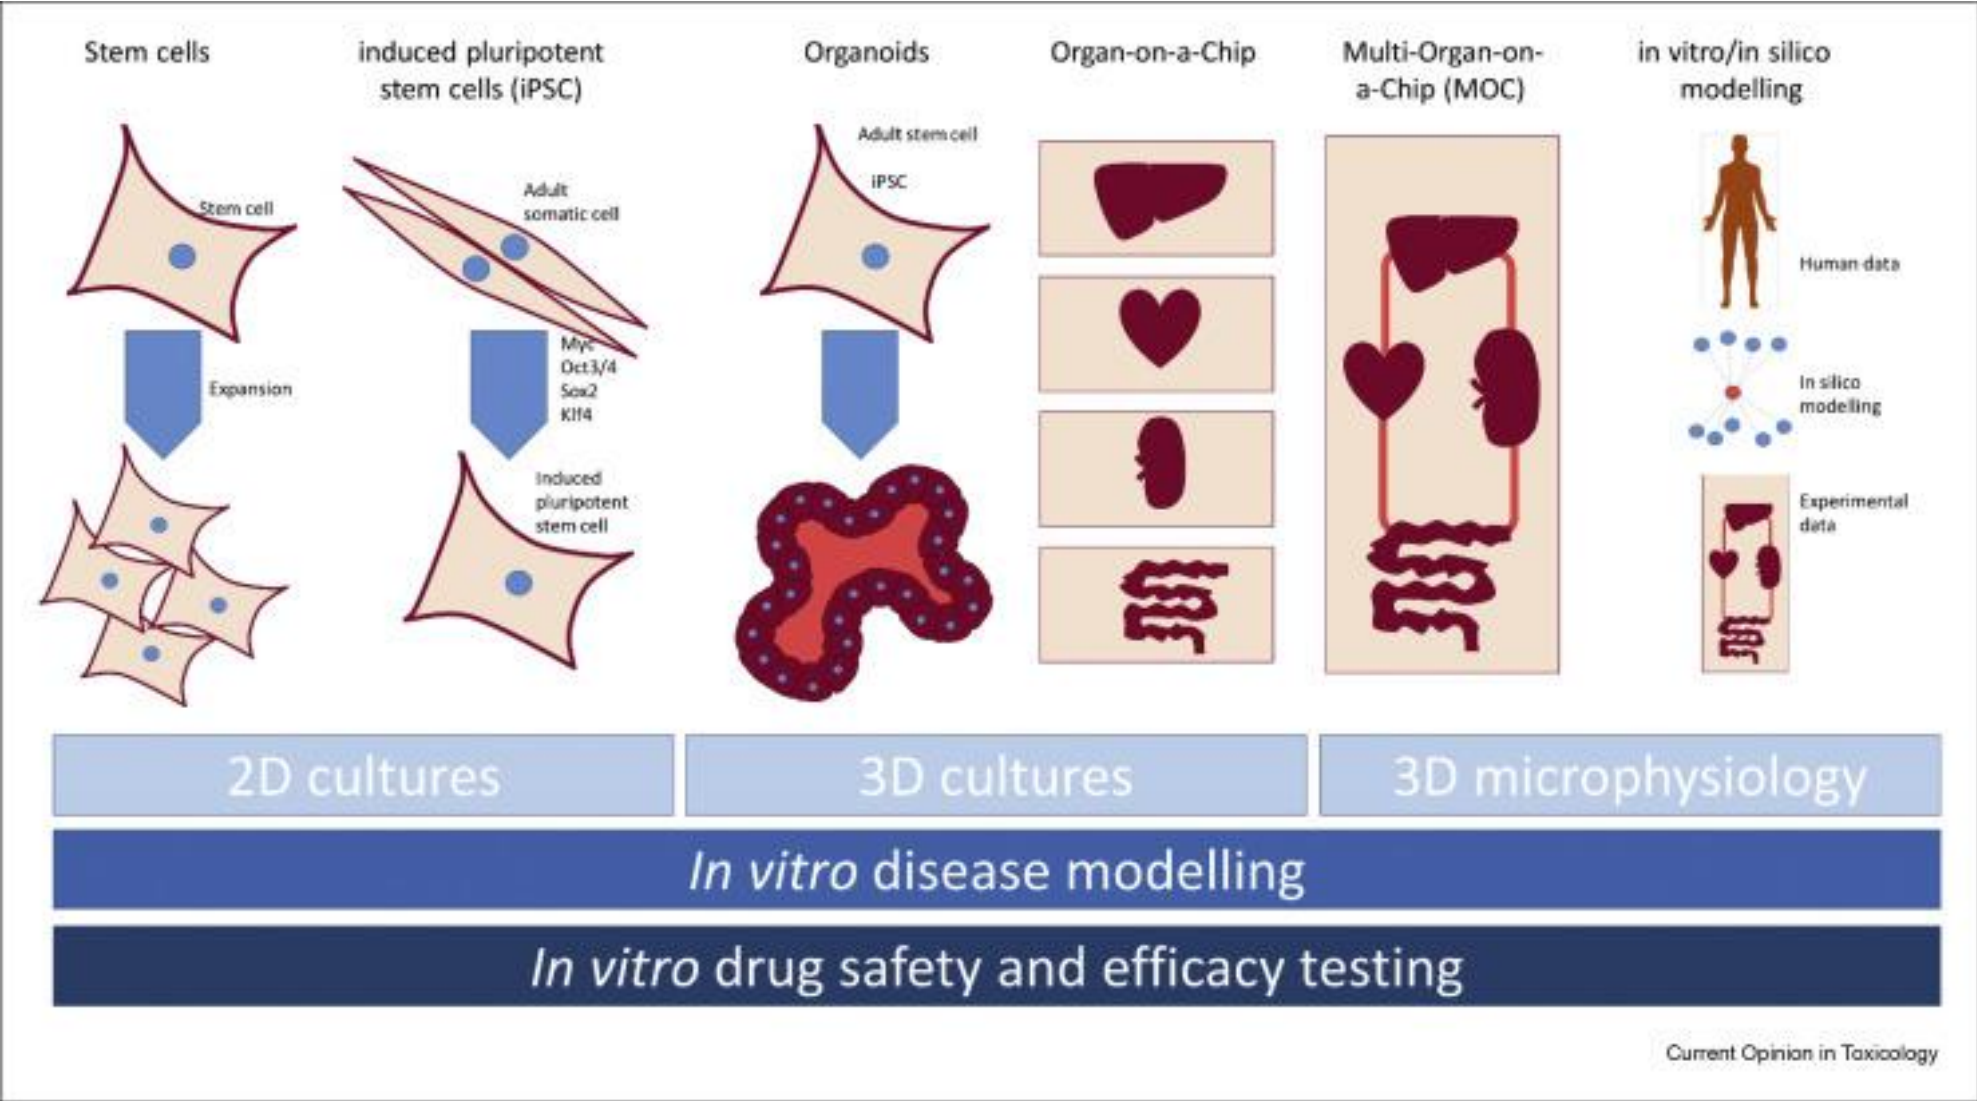 Stem cells
induced pluripotent
stem cells (iPSC)
Organoids
Organ-on-a-Chip
Multi-Organ-on-
a-Chip (MOC)
in vitro/in silico
modelling
Stem cell
Expansion
Adult
somatic cell
Myc
Oct3/4
Sox2
Klf4
Induced
pluripotent
stem cell
Adult stem cell
iPSC
Human data
In silico
modelling
Experimental
data
2D cultures
3D cultures
3D microphysiology
In vitro disease modelling
In vitro drug safety and efficacy testing
Current Opinion in Toxicology